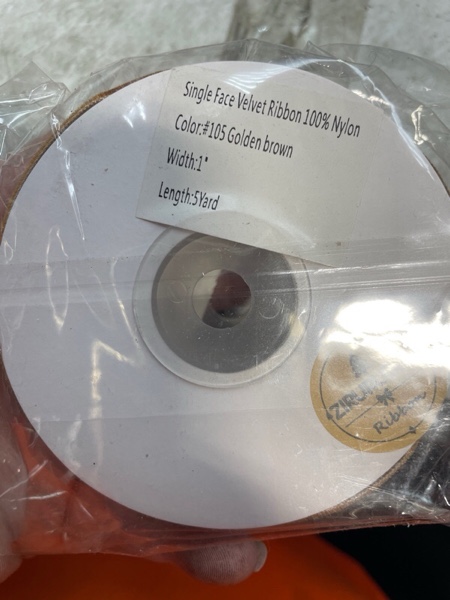 Single Face Velvet Ribbon 100% Nylon
Color:#105 Golden brown
Width:1"
Length:5Yard
Ribbon